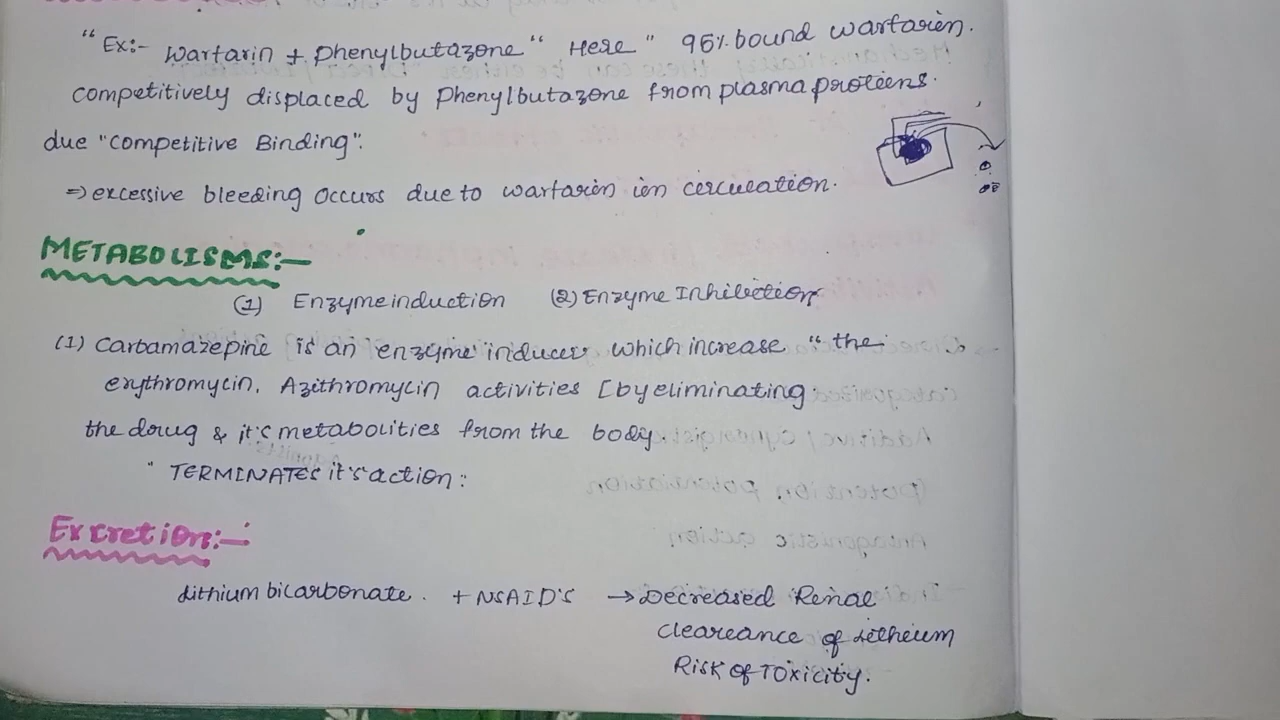 "Ex:- Warfarin + Phenylbutazone" Here" 96% bound warfarin.
competitively displaced by Phenylbutazone from plasma proteins.
due "Competitive Binding":
⇒ excessive bleeding occurs due to warfarin in circulation.
METABOLISMS:-
(1) Enzyme induction (2) Enzyme Inhibition
(1) Carbamazepine is an enzyme inducer which increase "the
erythromycin, Azithromycin activities [by eliminating
the drug & it's metabolities from the body.
"TERMINATES it's action:
Excretion:-
Lithium bicarbonate. + NSAID'S → Decreased Renal
Clearance of Lithium
Risk of Toxicity.